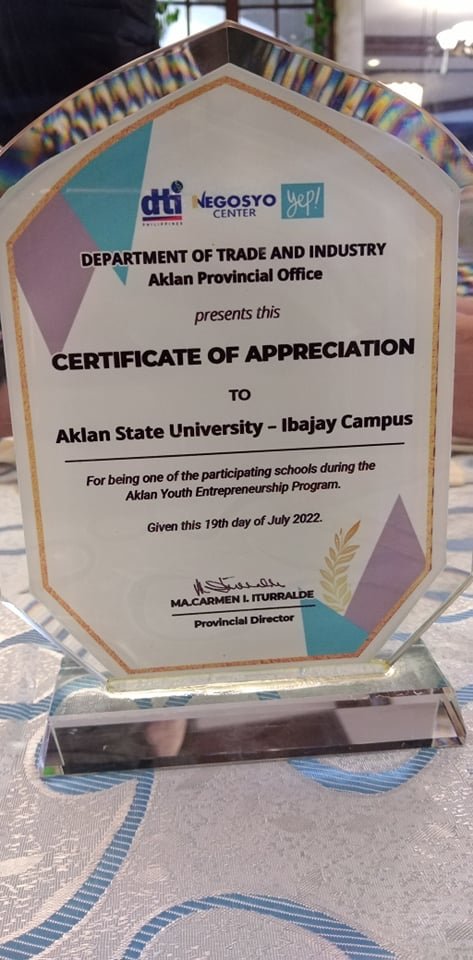 dti
PHILIPPINES
NEGOSYO
CENTER
yep!
DEPARTMENT OF TRADE AND INDUSTRY
Aklan Provincial Office
presents this
CERTIFICATE OF APPRECIATION
TO
Aklan State University – Ibajay Campus
For being one of the participating schools during the
Aklan Youth Entrepreneurship Program.
Given this 19th day of July 2022.
MA.CARMEN I. ITURRALDE
Provincial Director